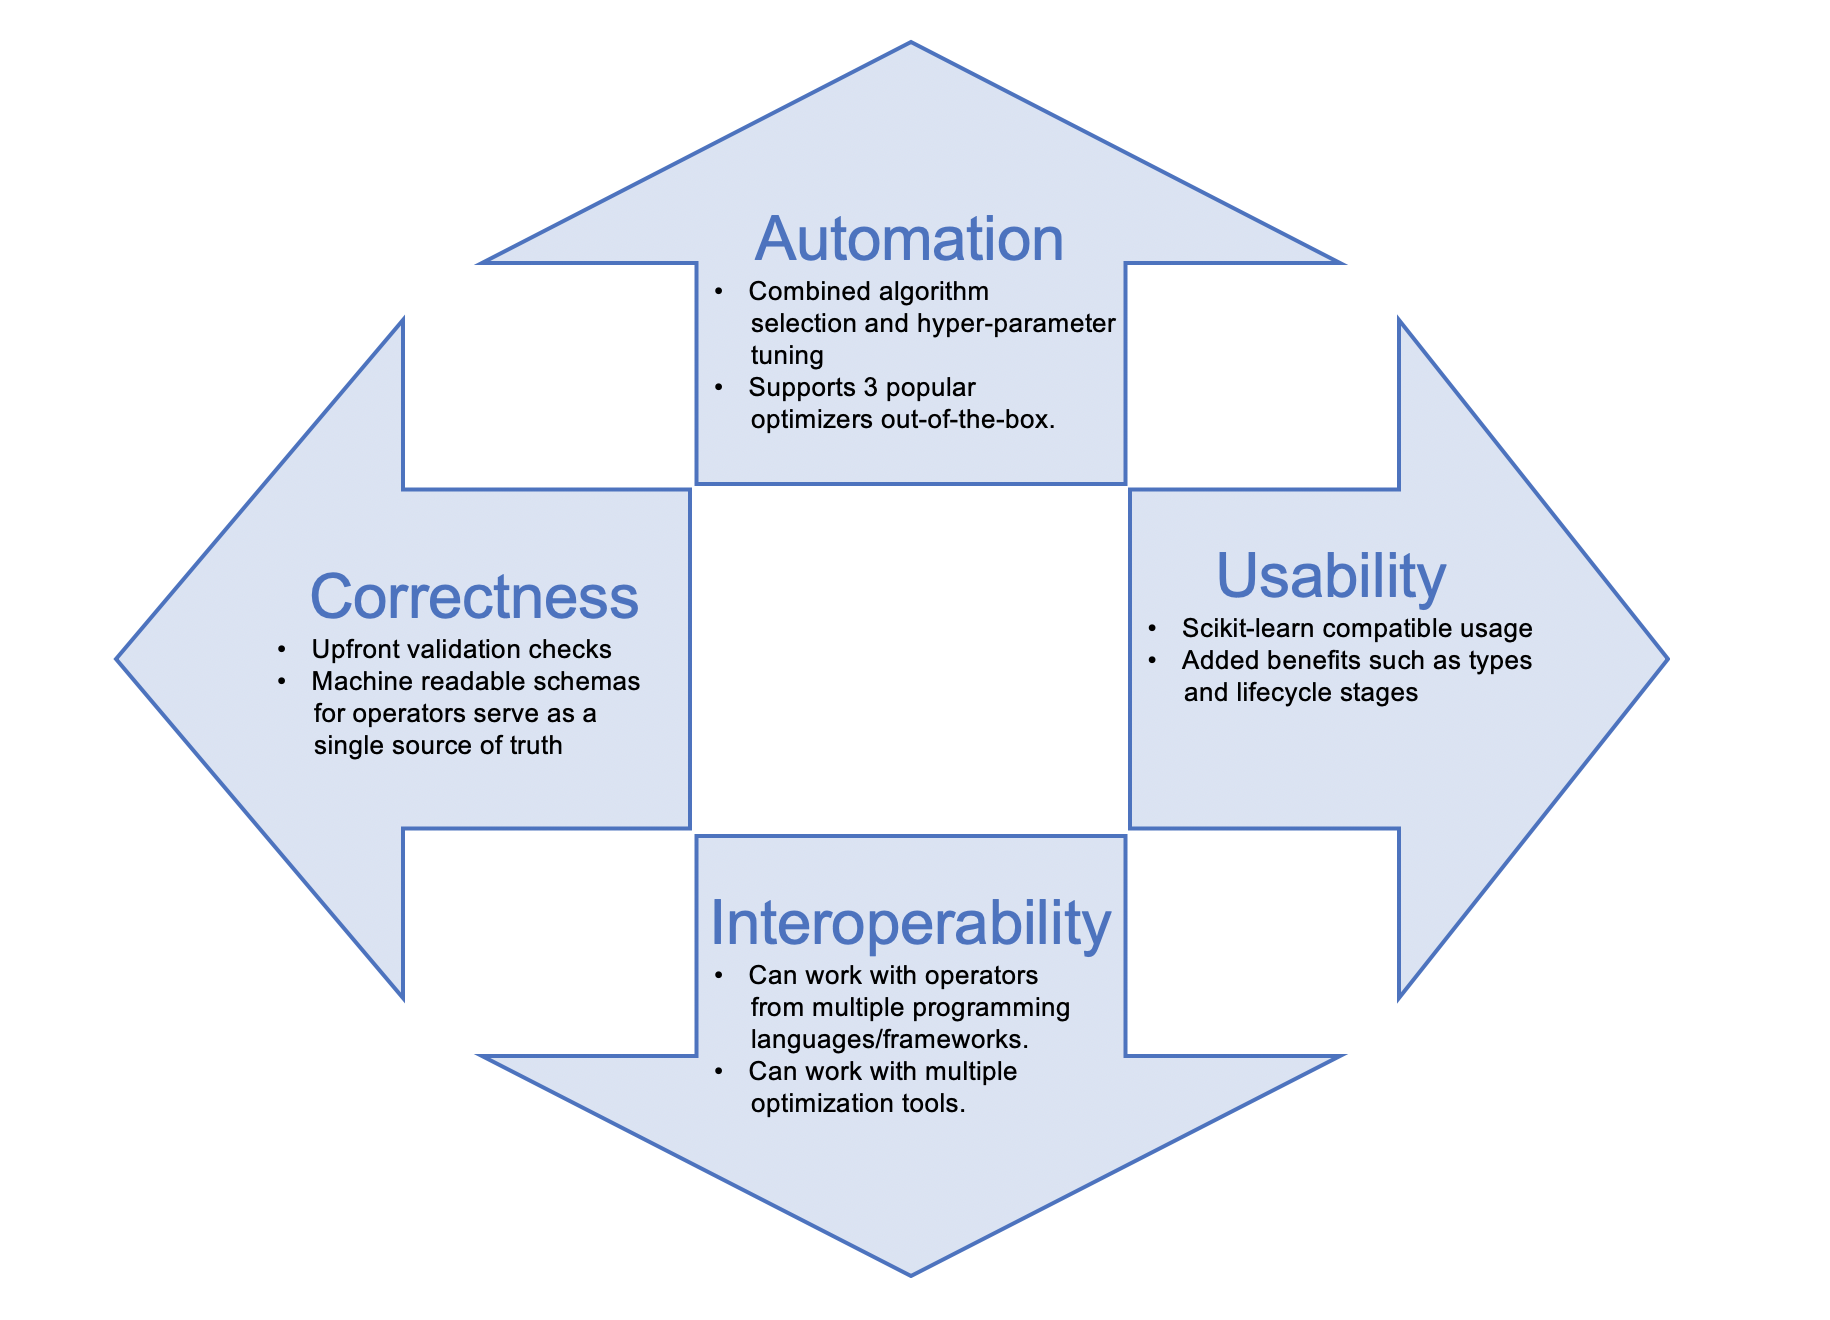 Automation
• Combined algorithm
selection and hyper-parameter
tuning
• Supports 3 popular
optimizers out-of-the-box.
Correctness
• Upfront validation checks
• Machine readable schemas
for operators serve as a
single source of truth
Usability
• Scikit-learn compatible usage
• Added benefits such as types
and lifecycle stages
Interoperability
• Can work with operators
from multiple programming
languages/frameworks.
• Can work with multiple
optimization tools.